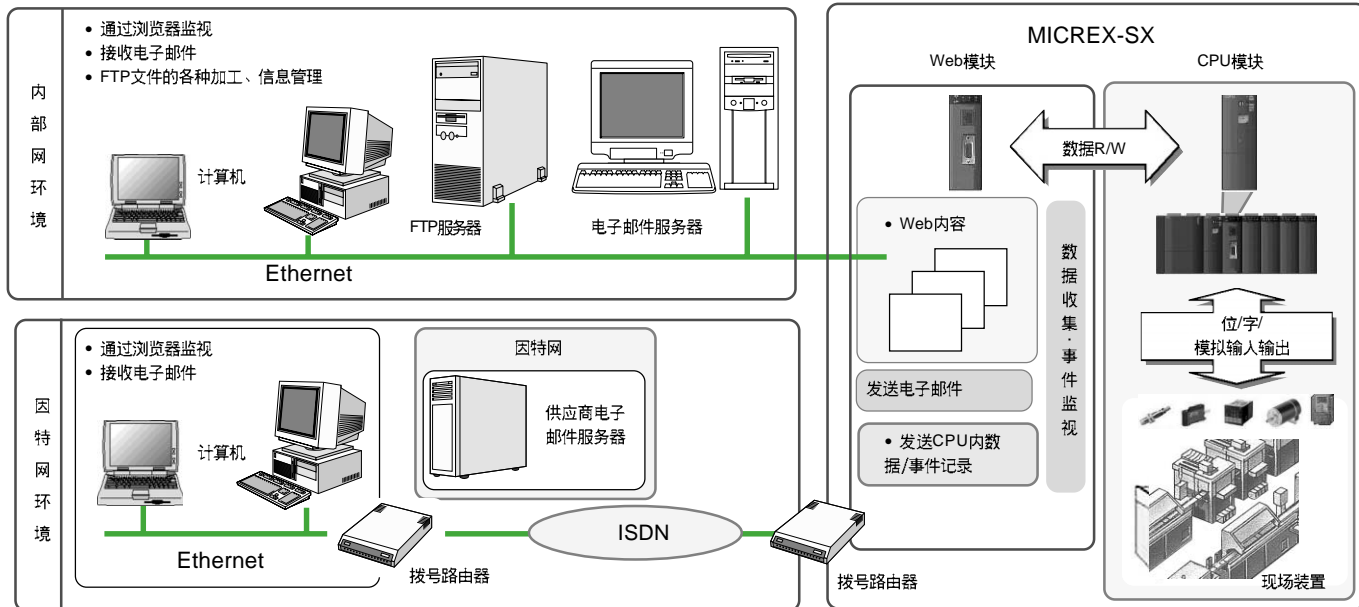 内部网环境
• 通过浏览器监视
• 接收电子邮件
• FTP文件的各种加工、信息管理
计算机
FTP服务器
电子邮件服务器
Ethernet
因特网环境
• 通过浏览器监视
• 接收电子邮件
计算机
Ethernet
因特网
供应商电子
邮件服务器
拨号路由器
ISDN
拨号路由器
MICREX-SX
Web模块
CPU模块
数据R/W
• Web内容
发送电子邮件
• 发送CPU内数
据/事件记录
数据收集·事件监视
位/字/
模拟输入输出
现场装置